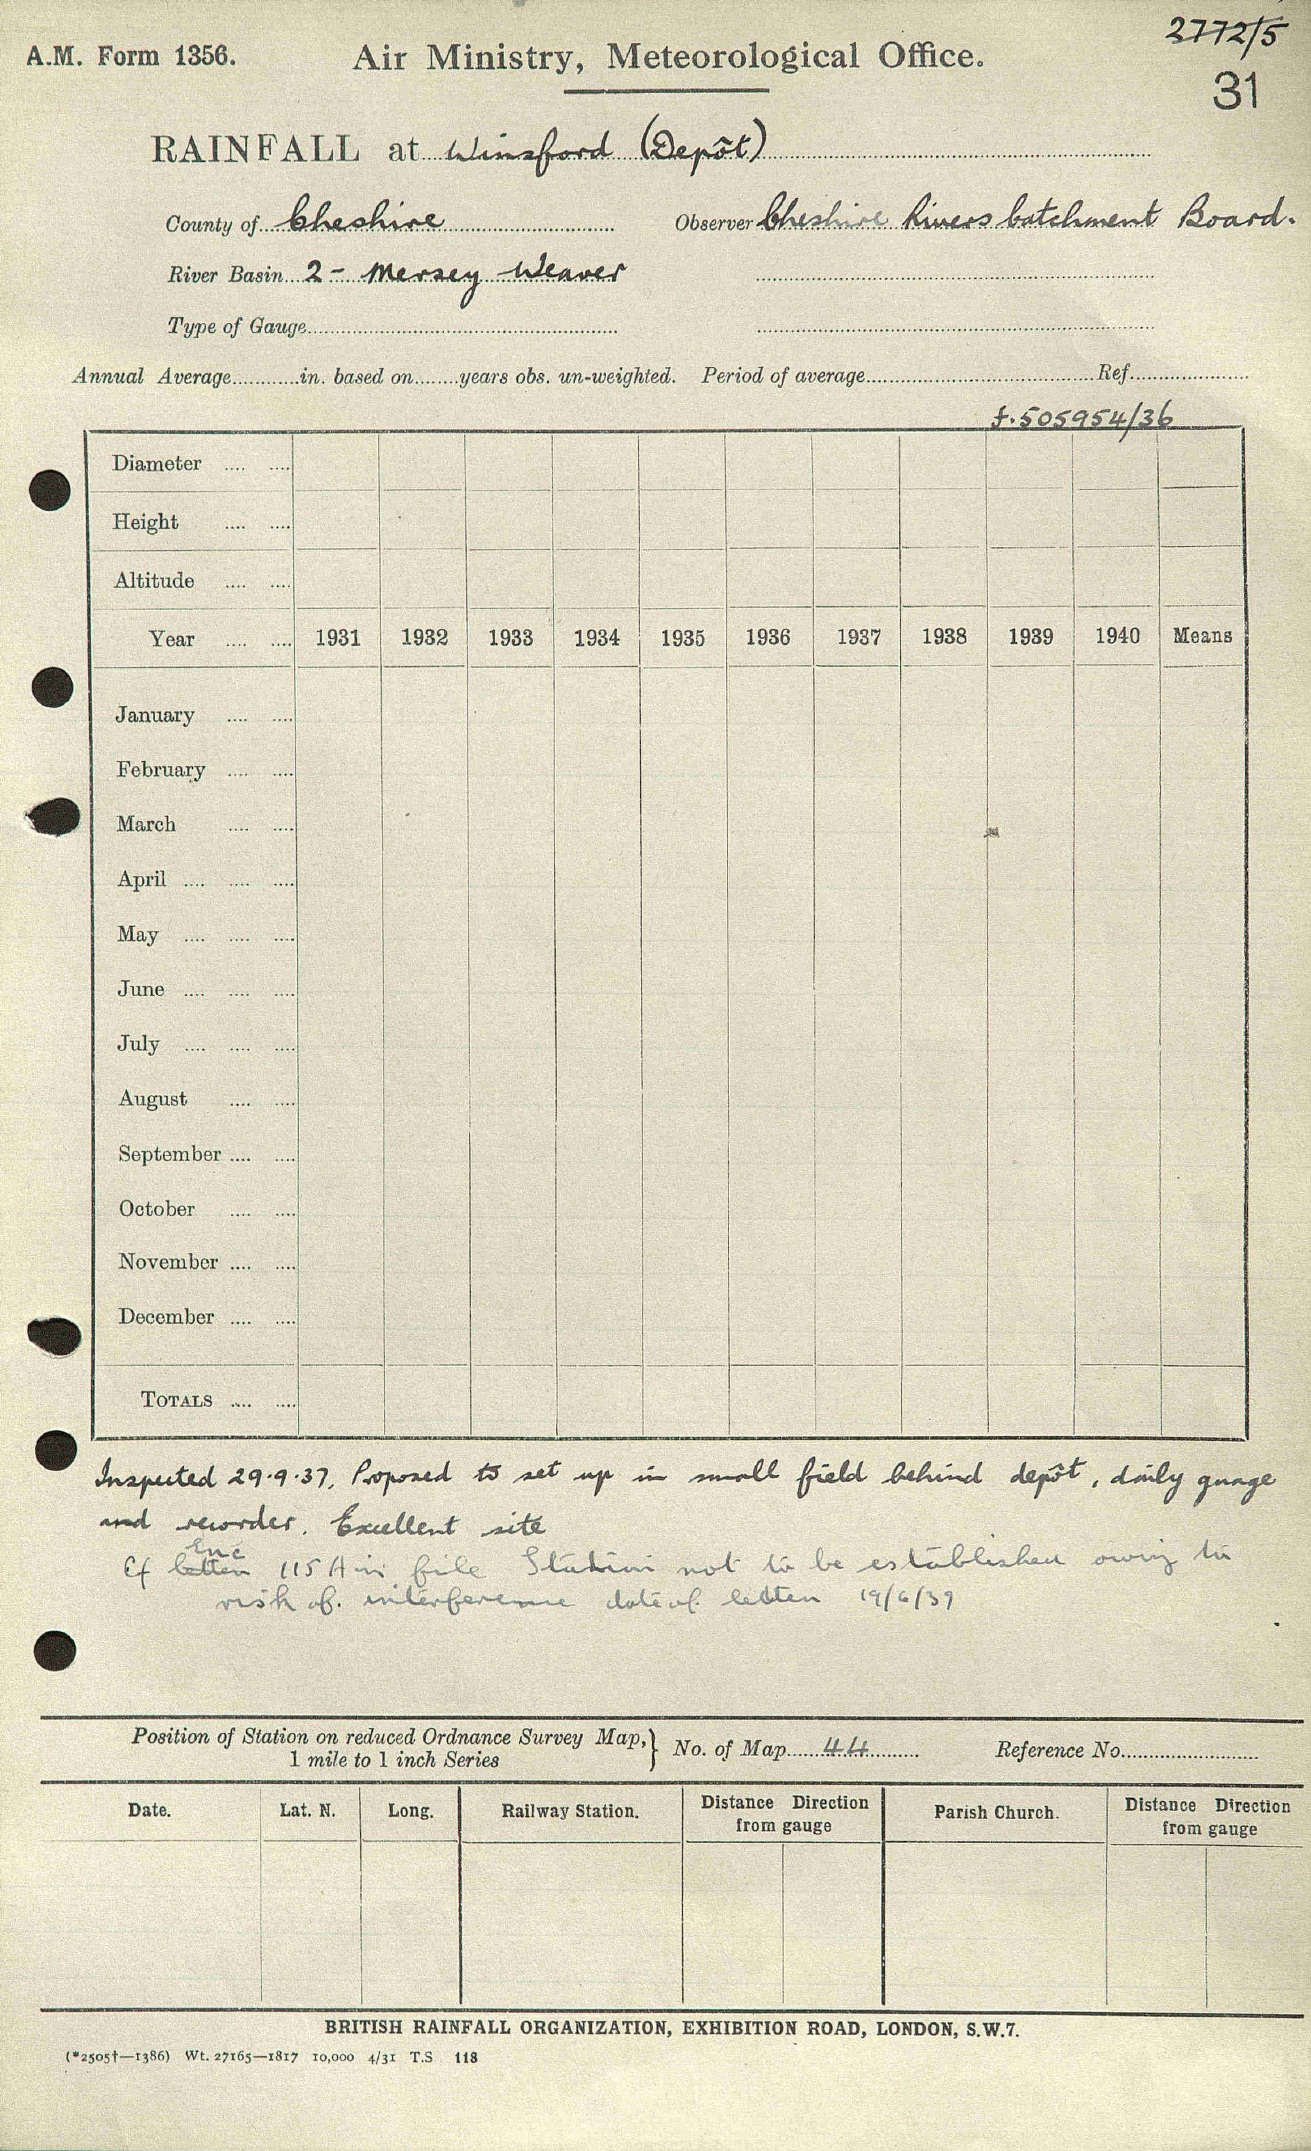 2772/5
A.M. Form 1356. Air Ministry, Meteorological Office.
31
RAINFALL at Winsford (Depôt)
County of Cheshire Observer Cheshire Rivers Catchment Board.
River Basin 2 - Mersey Weaver
Type of Gauge
Annual Average in. based on years obs. un-weighted. Period of average Ref.
f.505954/36
Diameter
Height
Altitude
Year 1931 1932 1933 1934 1935 1936 1937 1938 1939 1940 Means
January
February
March
April
May
June
July
August
September
October
November
December
TOTALS
Inspected 29.9.37. Proposed to set up in small field behind depôt, daily guage
and recorder. Excellent site
Enc
Cf letter 115A in file Station not to be established owing to
risk of. interference date of letter 19/6/39
Position of Station on reduced Ordnance Survey Map, } No. of Map 44 Reference No.
1 mile to 1 inch Series
Date. Lat. N. Long. Railway Station. Distance Direction Parish Church. Distance Direction
from gauge from gauge
BRITISH RAINFALL ORGANIZATION, EXHIBITION ROAD, LONDON, S.W.7.
(*2505†—1386) Wt. 27165—1817 10,000 4/31 T.S 118